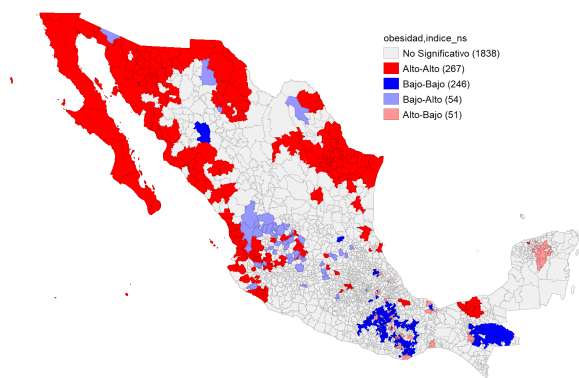 obesidad,indice_ns
No Significativo (1838)
Alto-Alto (267)
Bajo-Bajo (246)
Bajo-Alto (54)
Alto-Bajo (51)